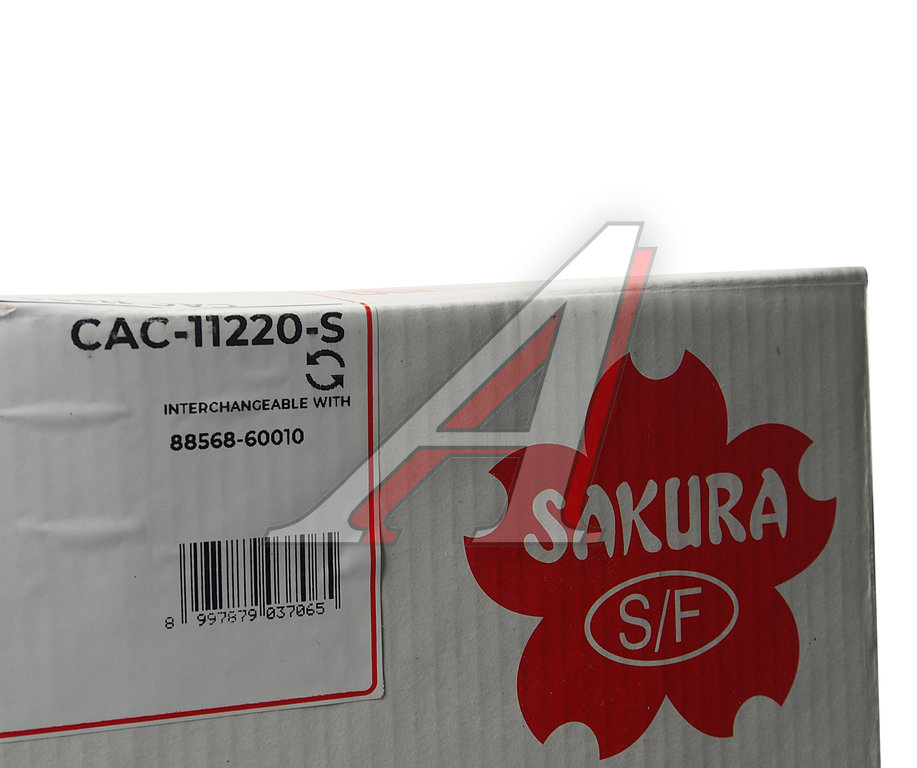 CAC-11220-S
INTERCHANGEABLE WITH
88568-60010
8 997879 037065
SAKURA
S/F